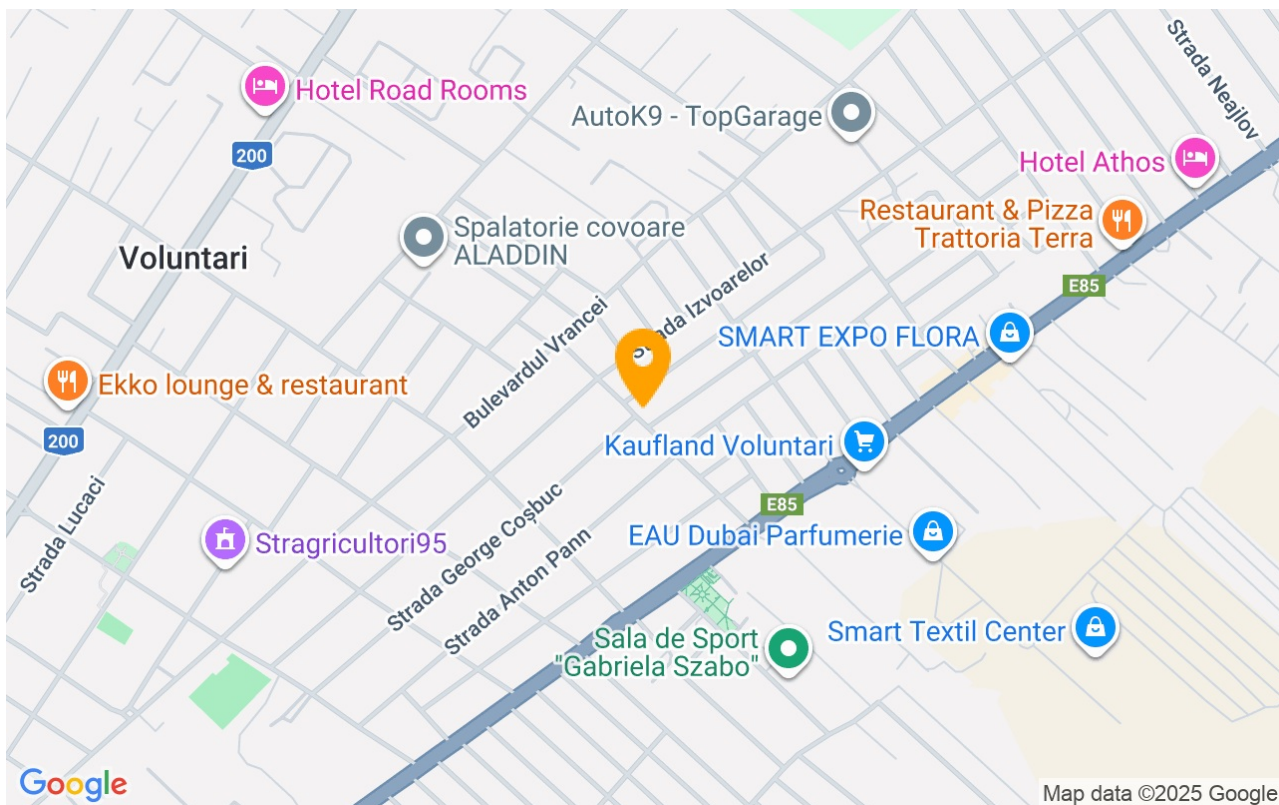 Strada Neajlov
Hotel Road Rooms
AutoK9 - TopGarage
200
Hotel Athos
Restaurant & Pizza
Trattoria Terra
Spalatorie covoare
ALADDIN
Voluntari
E85
Strada Izvoarelor
Bulevardul Vrancei
SMART EXPO FLORA
Ekko lounge & restaurant
200
Kaufland Voluntari
E85
Strada Lucaci
Strada George Coșbuc
Strada Anton Pann
EAU Dubai Parfumerie
Stragricultori95
Smart Textil Center
Sala de Sport
"Gabriela Szabo"
Google
Map data ©2025 Google